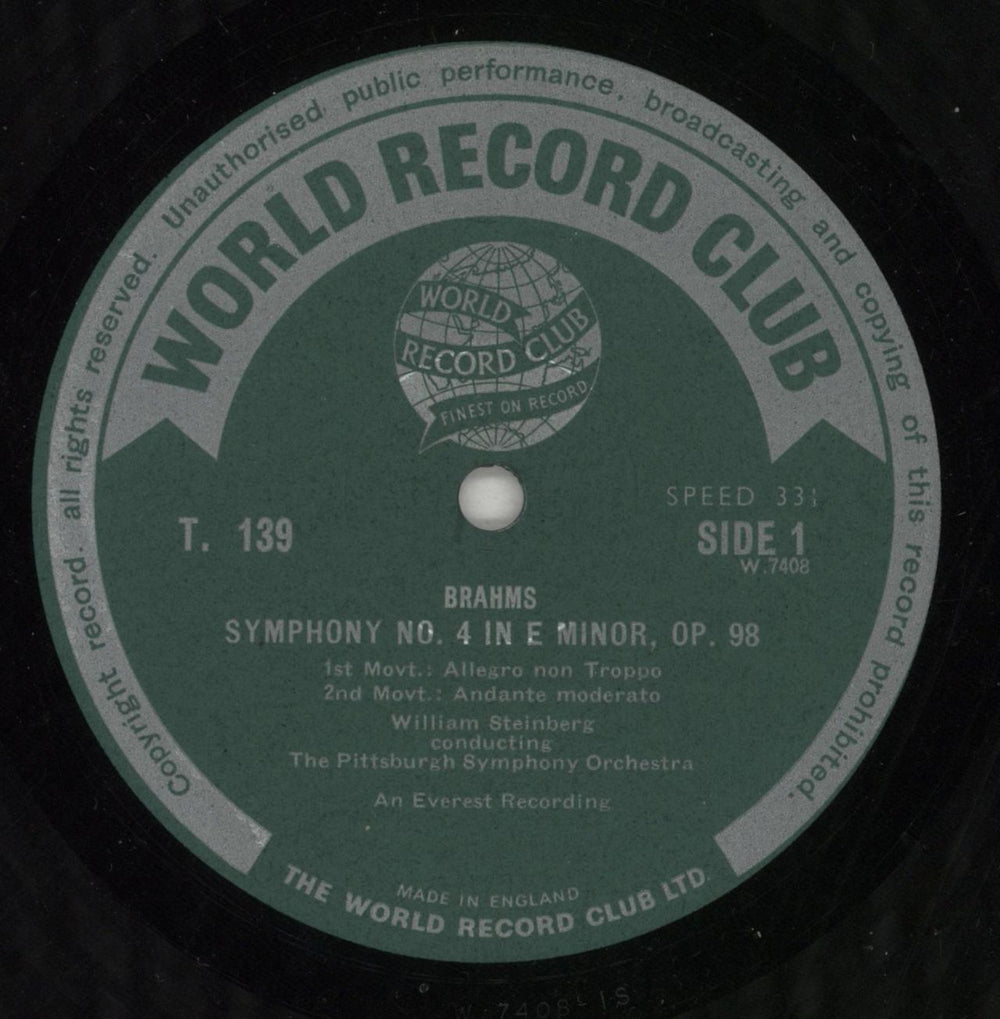 Copyright record. all rights reserved. Unauthorised public performance, broadcasting and copying of this record prohibited.
WORLD RECORD CLUB
WORLD
RECORD CLUB
FINEST ON RECORD
SPEED 33⅓
T. 139
SIDE 1
W.7408
BRAHMS
SYMPHONY NO. 4 IN E MINOR, OP. 98
1st Movt.: Allegro non Troppo
2nd Movt.: Andante moderato
William Steinberg
conducting
The Pittsburgh Symphony Orchestra
An Everest Recording
MADE IN ENGLAND
THE WORLD RECORD CLUB LTD.
W 7408